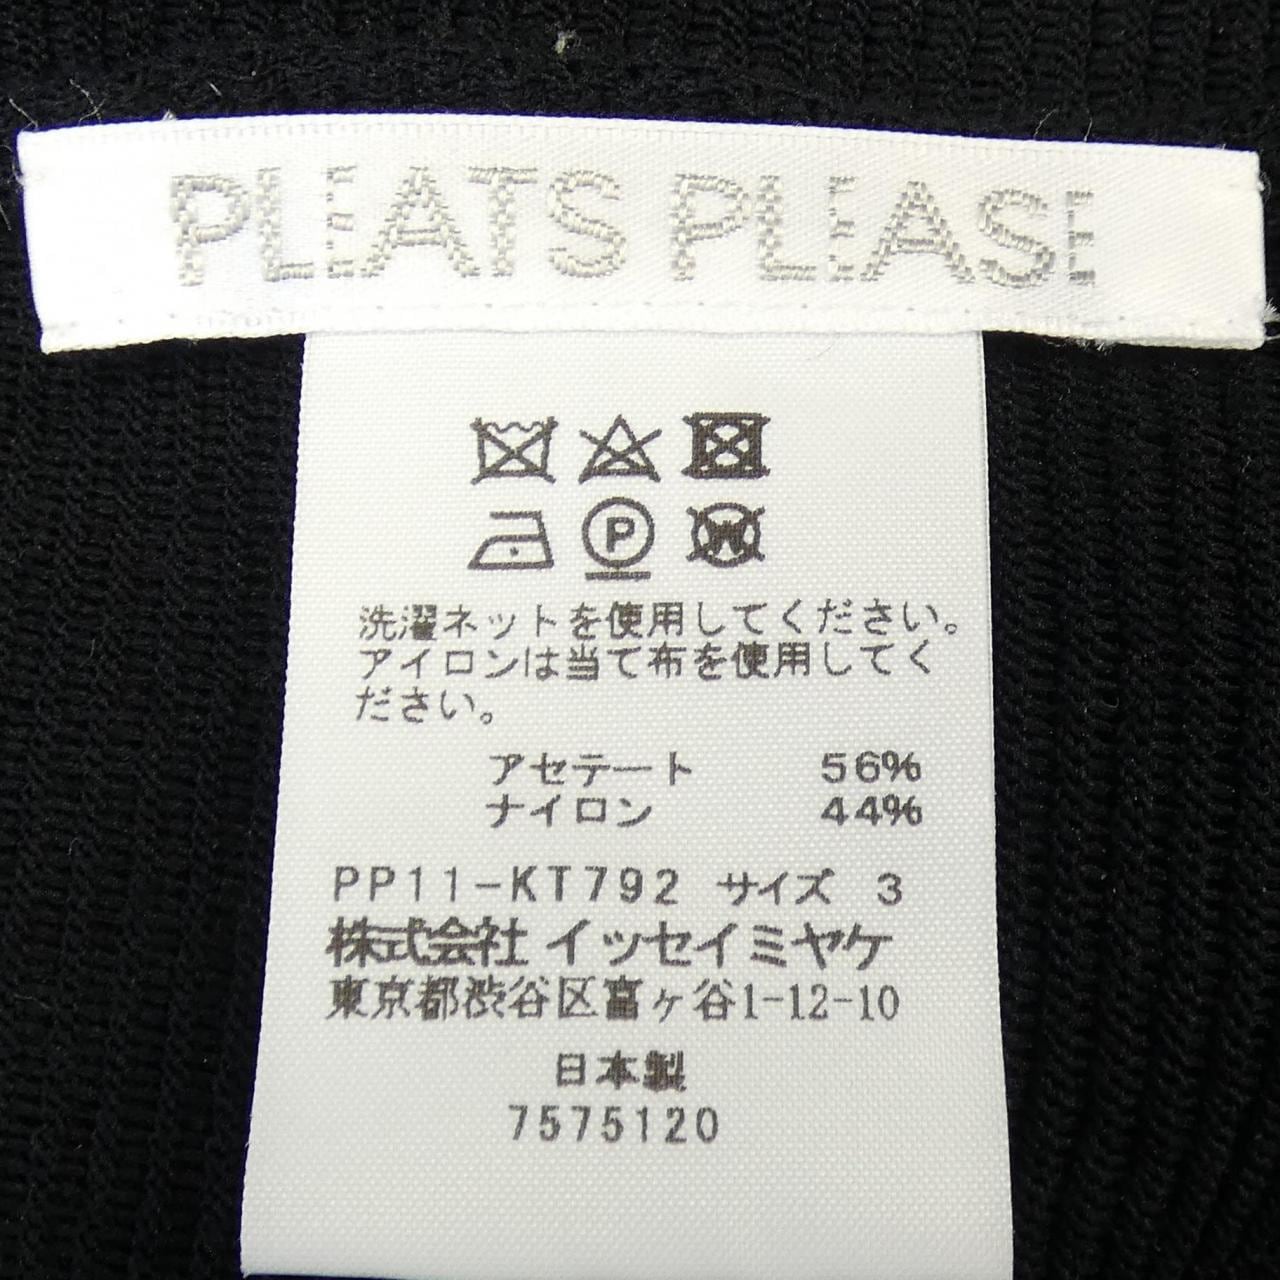 PLEATS PLEASE
P
W
洗濯ネットを使用してください。
アイロンは当て布を使用してく
ださい。
アセテート 56%
ナイロン 44%
PP11-KT792 サイズ 3
株式会社 イッセイミヤケ
東京都渋谷区富ヶ谷1-12-10
日本製
7575120